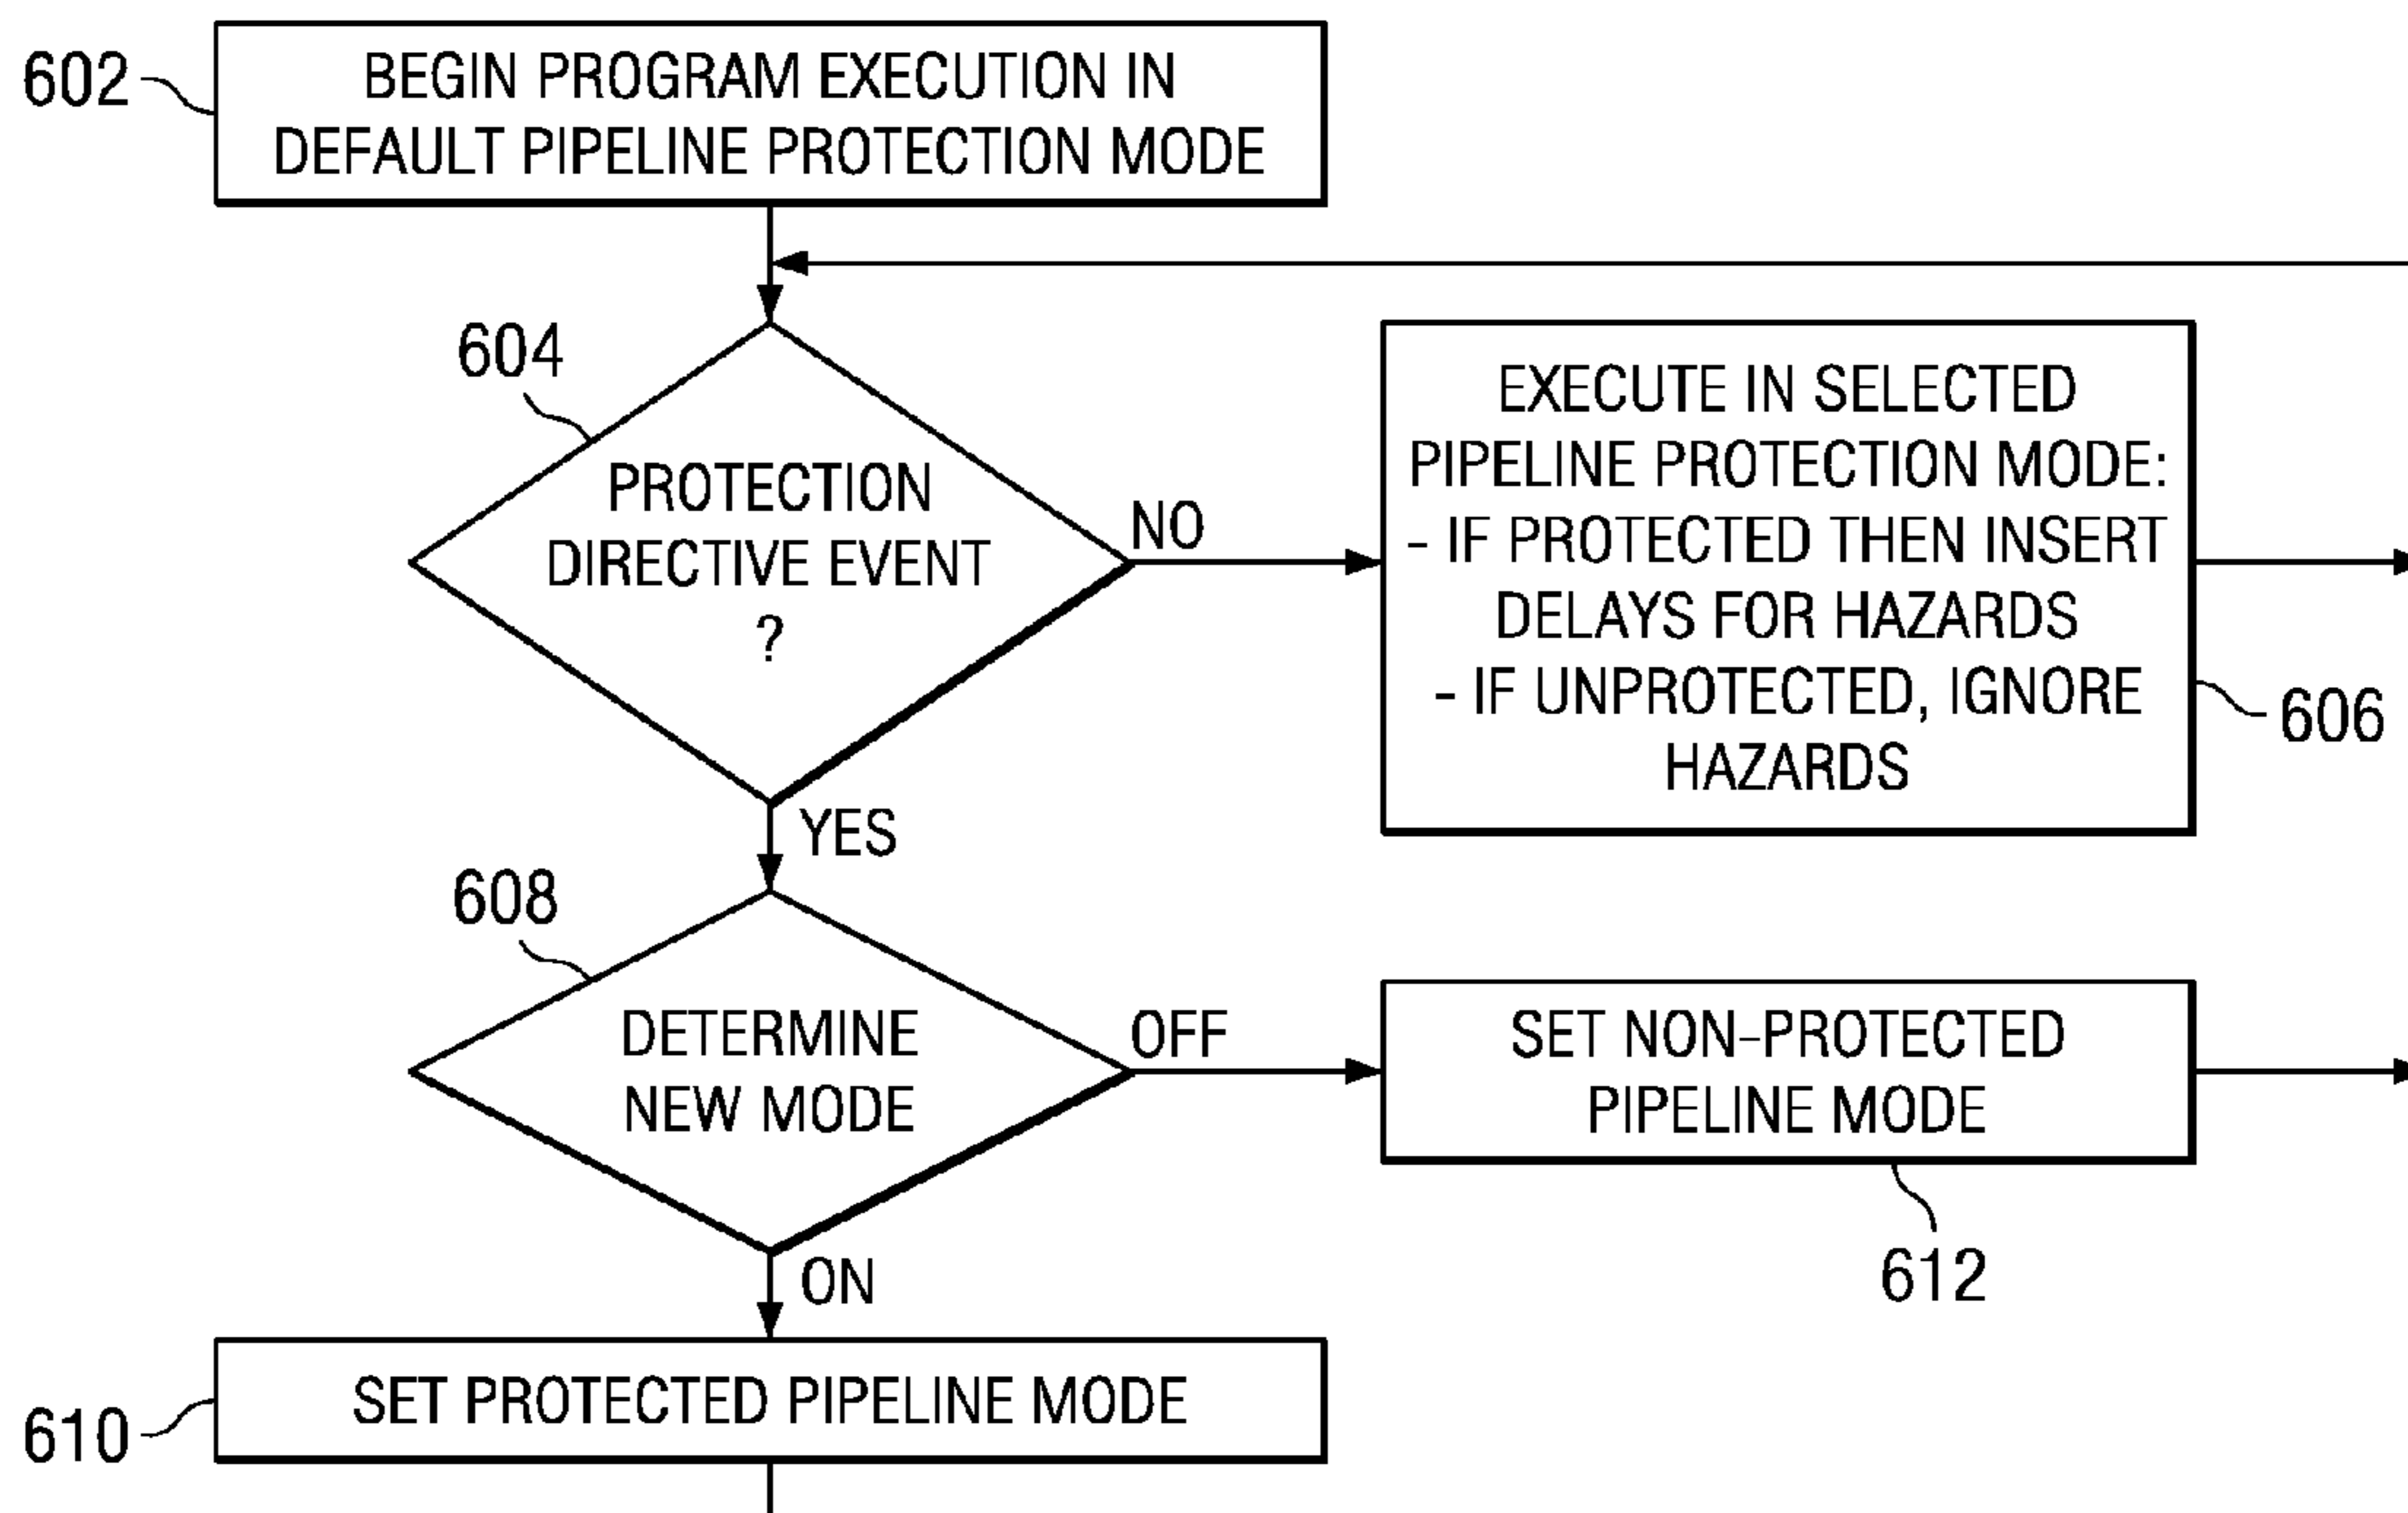 602
BEGIN PROGRAM EXECUTION IN
DEFAULT PIPELINE PROTECTION MODE
604
PROTECTION
DIRECTIVE EVENT
?
NO
EXECUTE IN SELECTED
PIPELINE PROTECTION MODE:
- IF PROTECTED THEN INSERT
DELAYS FOR HAZARDS
- IF UNPROTECTED, IGNORE
HAZARDS
606
YES
608
DETERMINE
NEW MODE
OFF
SET NON-PROTECTED
PIPELINE MODE
612
ON
610
SET PROTECTED PIPELINE MODE